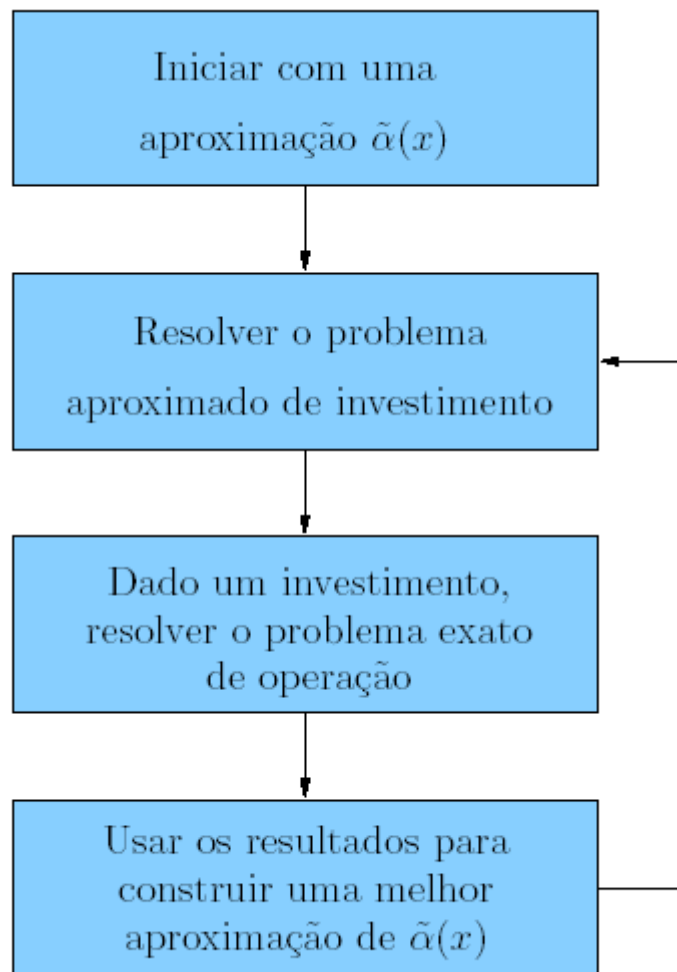 Iniciar com uma
aproximação α̃(x)
Resolver o problema
aproximado de investimento
Dado um investimento,
resolver o problema exato
de operação
Usar os resultados para
construir uma melhor
aproximação de α̃(x)